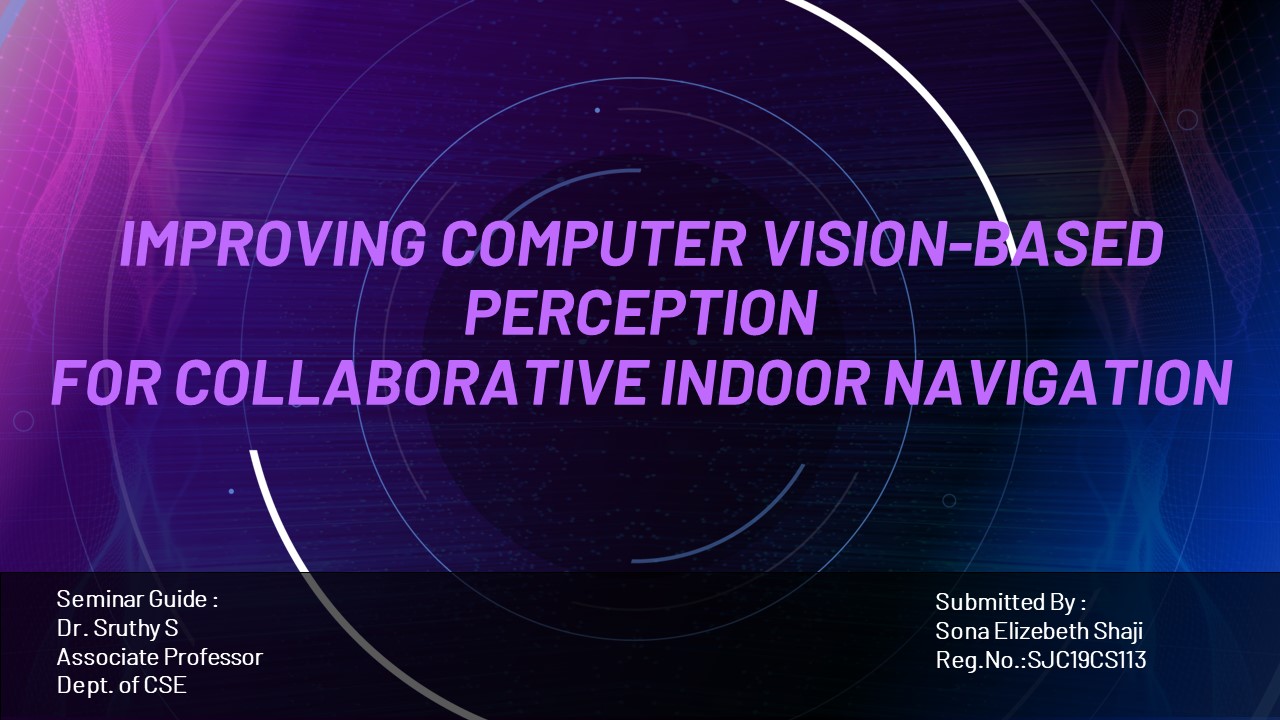 IMPROVING COMPUTER VISION-BASED
PERCEPTION
FOR COLLABORATIVE INDOOR NAVIGATION
Seminar Guide :
Dr. Sruthy S
Associate Professor
Dept. of CSE
Submitted By :
Sona Elizebeth Shaji
Reg.No.:SJC19CS113